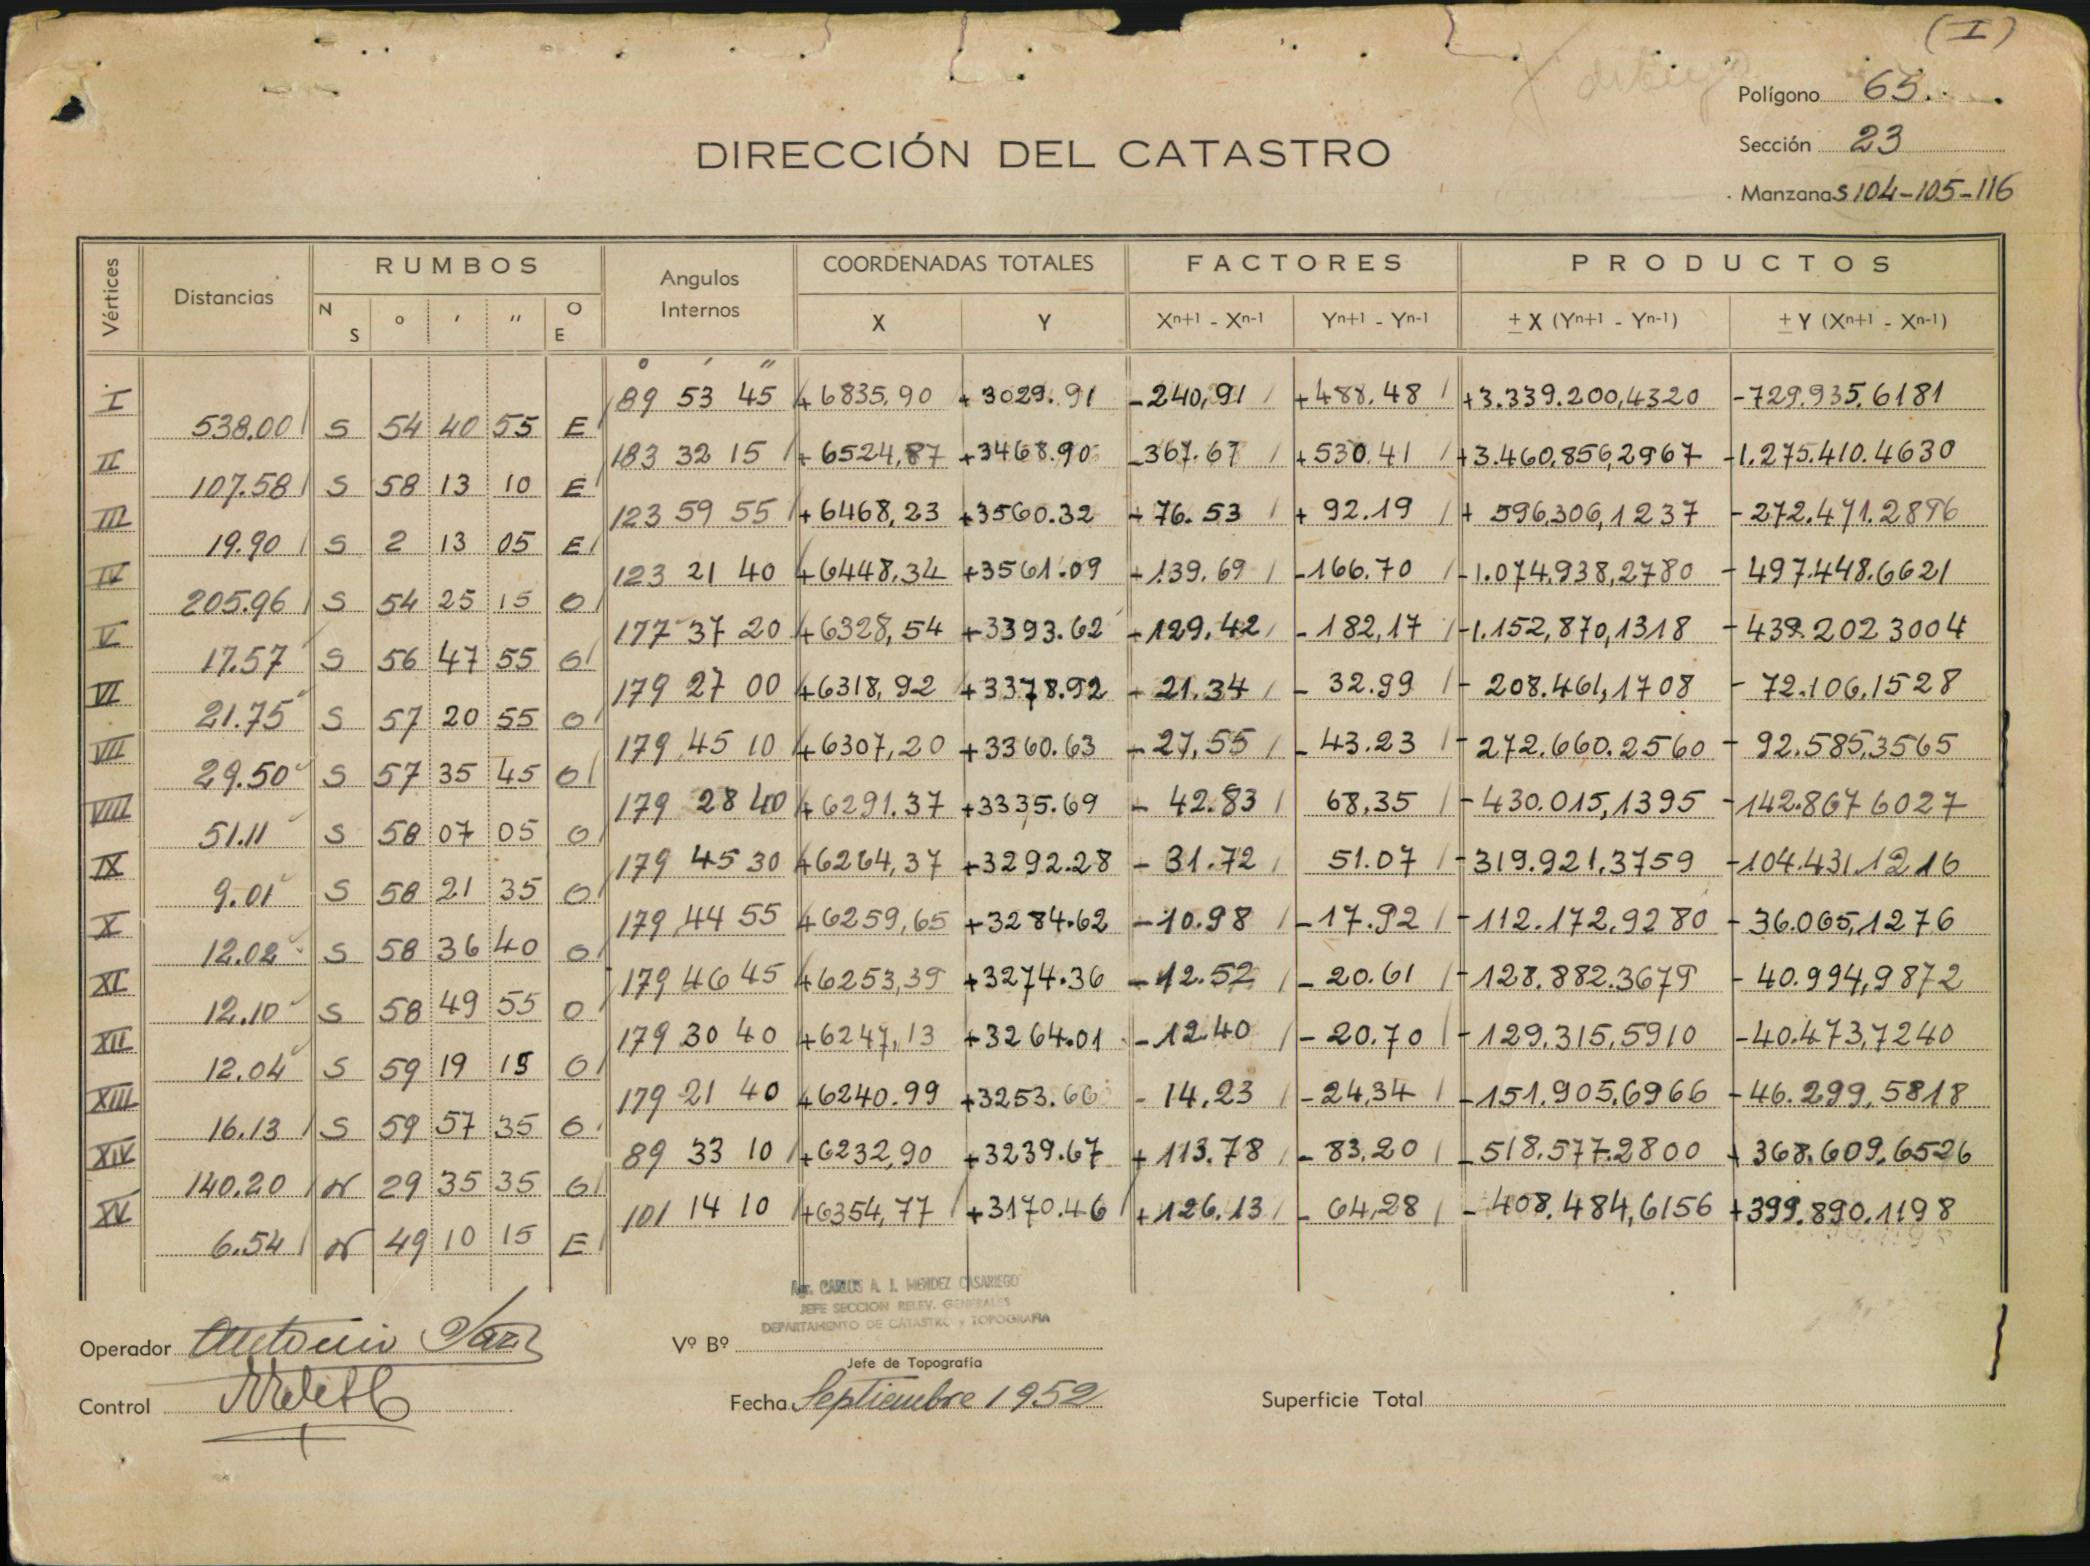 (I)
Polígono 65.
DIRECCIÓN DEL CATASTRO
Sección 23
Manzanas 104-105-116
Vértices Distancias RUMBOS Angulos Internos COORDENADAS TOTALES FACTORES PRODUCTOS
N S ° ' " O E X Y Xn+1 - Xn-1 Yn+1 - Yn-1 ± X (Yn+1 - Yn-1) ± Y (Xn+1 - Xn-1)
° ' "
I 89 53 45 +6835,90 +3029.91 -240,91 +488.48 +3.339.200,4320 -729.935.6181
538.00 S 54 40 55 E
II 183 32 15 +6524,87 +3468.90 -367.67 +530.41 +3.460.856,2967 -1.275.410.4630
107.58 S 58 13 10 E
III 123 59 55 +6468,23 +3560.32 -76.53 +92.19 +596.306,1237 -272.471.2896
19.90 S 2 13 05 E
IV 123 21 40 +6448,34 +3561.09 -139.69 -166.70 -1.074.938,2780 -497.448.6621
205.96 S 54 25 15 O
V 177 37 20 +6328,54 +3393.62 -129.42 -182,17 -1.152,870,1318 -439.202 3004
17.57 S 56 47 55 O
VI 179 27 00 +6318,92 +3378.92 -21.34 -32.99 -208.461,1708 -72.106.1528
21.75 S 57 20 55 O
VII 179 45 10 +6307,20 +3360.63 -27,55 -43.23 -272.660.2560 -92.585,3565
29.50 S 57 35 45 O
VIII 179 28 40 +6291.37 +3335.69 -42.83 68,35 -430.015,1395 -142.867 6027
51.11 S 58 07 05 O
IX 179 45 30 +6264,37 +3292.28 -31.72 51.07 -319.921.3759 -104.431.1216
9.01 S 58 21 35 O
X 179 44 55 +6259,65 +3284.62 -10.98 -17.92 -112.172.9280 -36.065,1276
12.02 S 58 36 40 O
XI 179 46 45 +6253,39 +3274.36 -12.52 -20.61 -128.882.3679 -40.994,9872
12.10 S 58 49 55 O
XII 179 30 40 +6247,13 +3264.01 -12.40 -20.70 -129.315,5910 -40.473,7240
12.04 S 59 19 15 O
XIII 179 21 40 +6240.99 +3253.66 -14,23 -24,34 -151.905,6966 -46.299,5818
16.13 S 59 57 35 O
XIV 89 33 10 +6232,90 +3239.67 +113.78 -83,20 -518.577.2800 +368.609.6526
140.20 N 29 35 35 O
XV 101 14 10 +6354,77 +3170.46 +126.13 -64,28 -408.484,6156 +399.890.1198
6.54 N 49 10 15 E
Agr. CARLOS A. J. MENDEZ CASARIEGO
JEFE SECCION RELEV. GENERALES
DEPARTAMENTO DE CATASTRO y TOPOGRAFIA
Operador Antonio
Vº Bº
Jefe de Topografía
Control
Fecha Septiembre 1952
Superficie Total